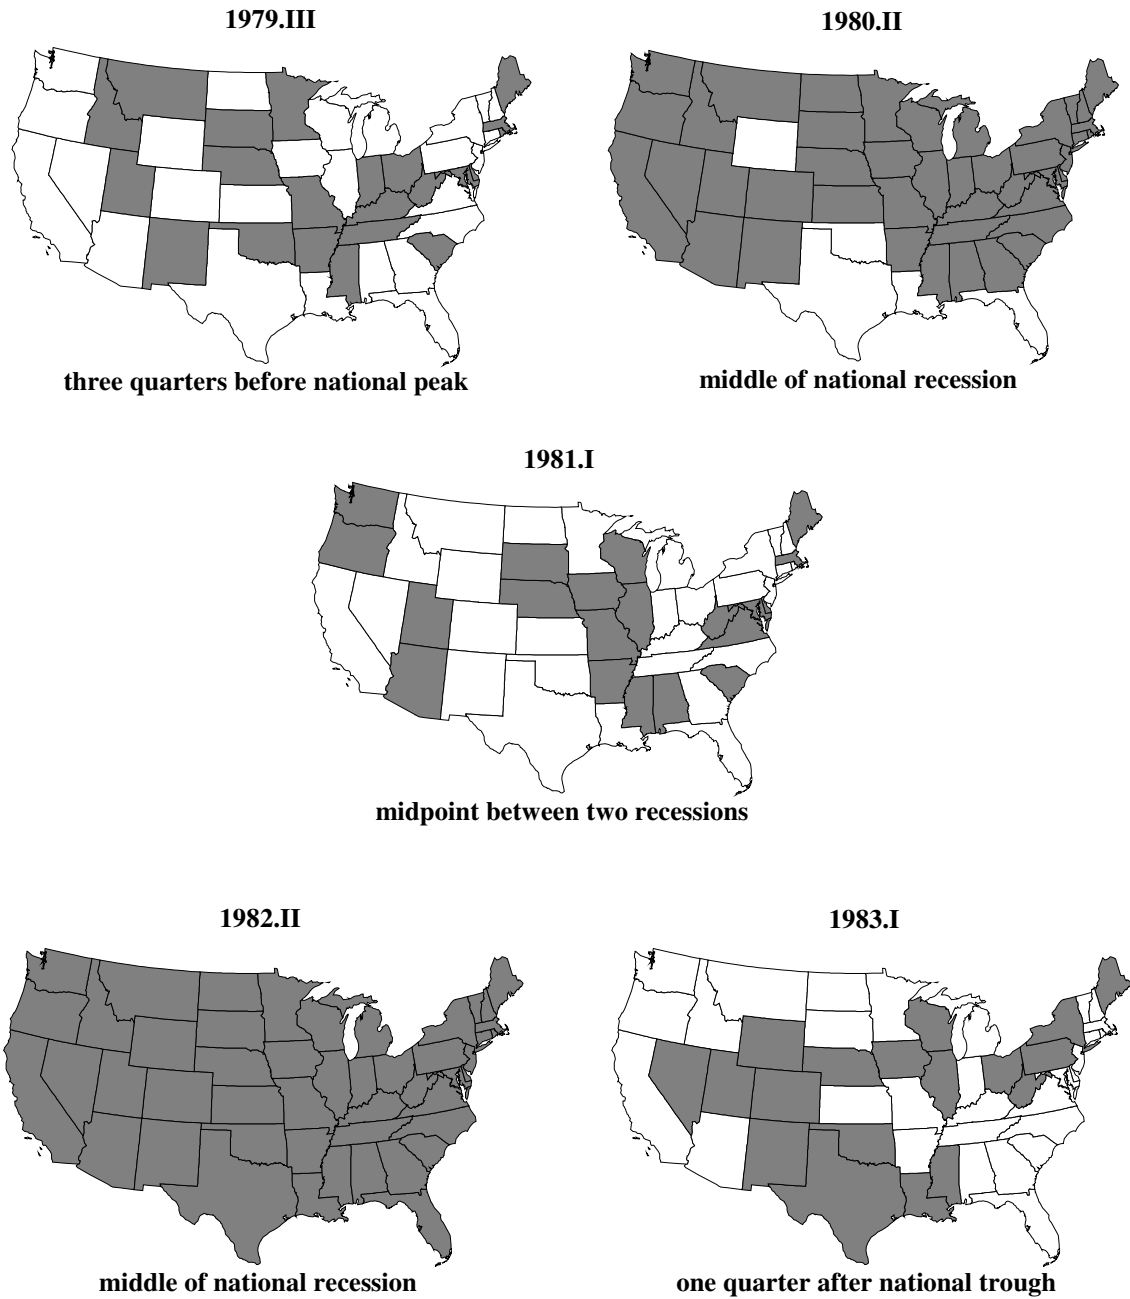 1979.III
1980.II
three quarters before national peak
middle of national recession
1981.I
midpoint between two recessions
1982.II
1983.I
middle of national recession
one quarter after national trough